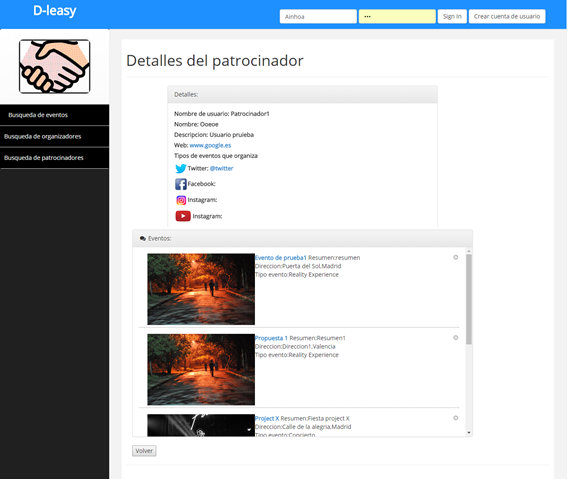 D-leasy
Ainhoa
•••
Sign In
Crear cuenta de usuario
Busqueda de eventos
Busqueda de organizadores
Busqueda de patrocinadores
Detalles del patrocinador
Detalles:
Nombre de usuario: Patrocinador1
Nombre: Ooeoe
Descripcion: Usuario pruieba
Web: www.google.es
Tipos de eventos que organiza
Twitter: @twitter
Facebook:
Instagram:
Instagram:
Eventos:
Evento de prueba1 Resumen:resumen
Direccion:Puerta del Sol,Madrid
Tipo evento:Reality Experience
Propuesta 1 Resumen:Resumen1
Direccion:Direccion1,Valencia
Tipo evento:Reality Experience
Project X Resumen:Fiesta project X
Direccion:Calle de la alegria,Madrid
Tipo evento:Concierto
Volver